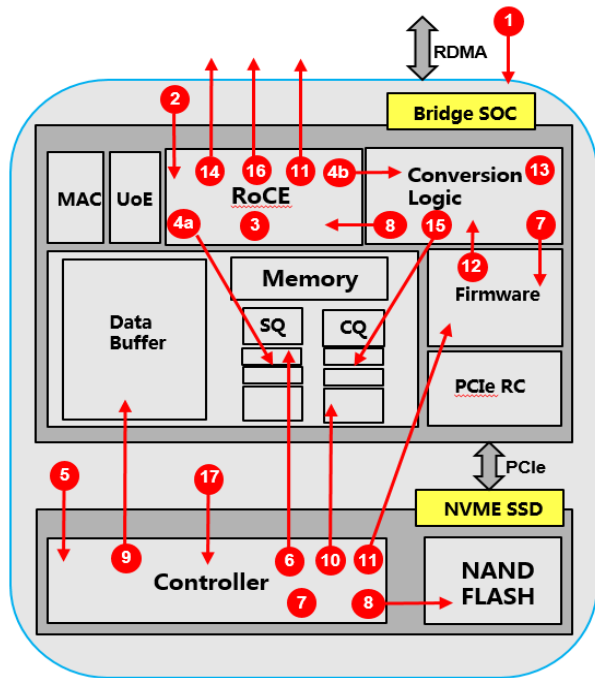 1
RDMA
2
Bridge SOC
14
16
11
4b
13
MAC
UoE
RoCE
Conversion
Logic
4a
3
8
15
7
12
Memory
Firmware
Data
Buffer
SQ
CQ
PCIe RC
5
17
PCIe
NVME SSD
9
6
10
11
Controller
NAND
FLASH
7
8